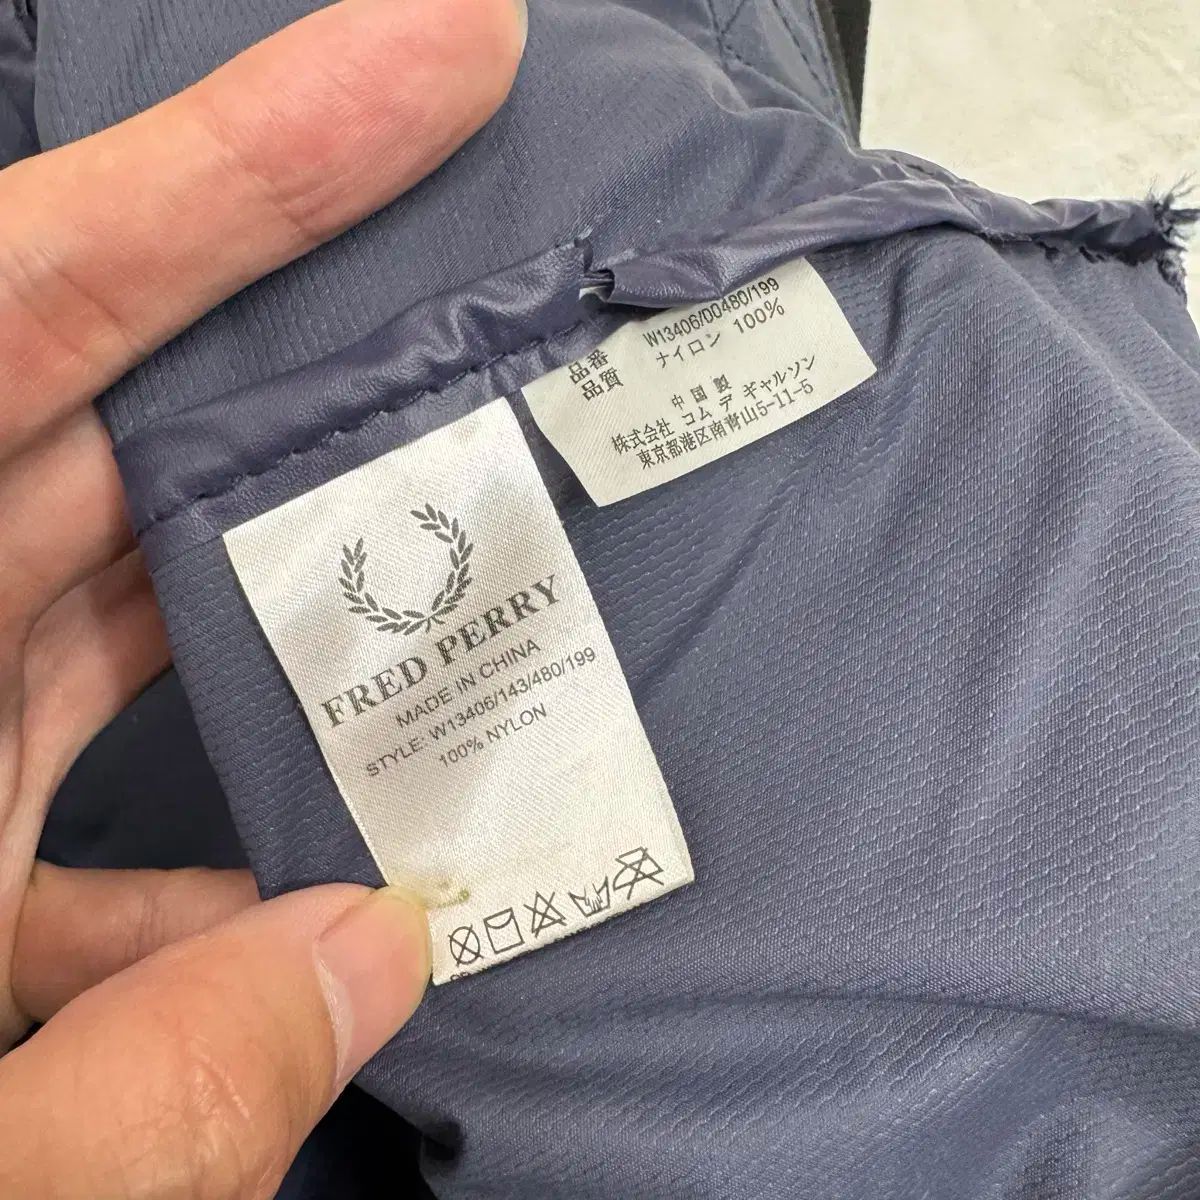 品番 W13406/D0480/199
品質 ナイロン 100%
中国製
株式会社 コム デ ギャルソン
東京都港区南青山5-11-5
FRED PERRY
MADE IN CHINA
STYLE: W13406/143/480/199
100% NYLON